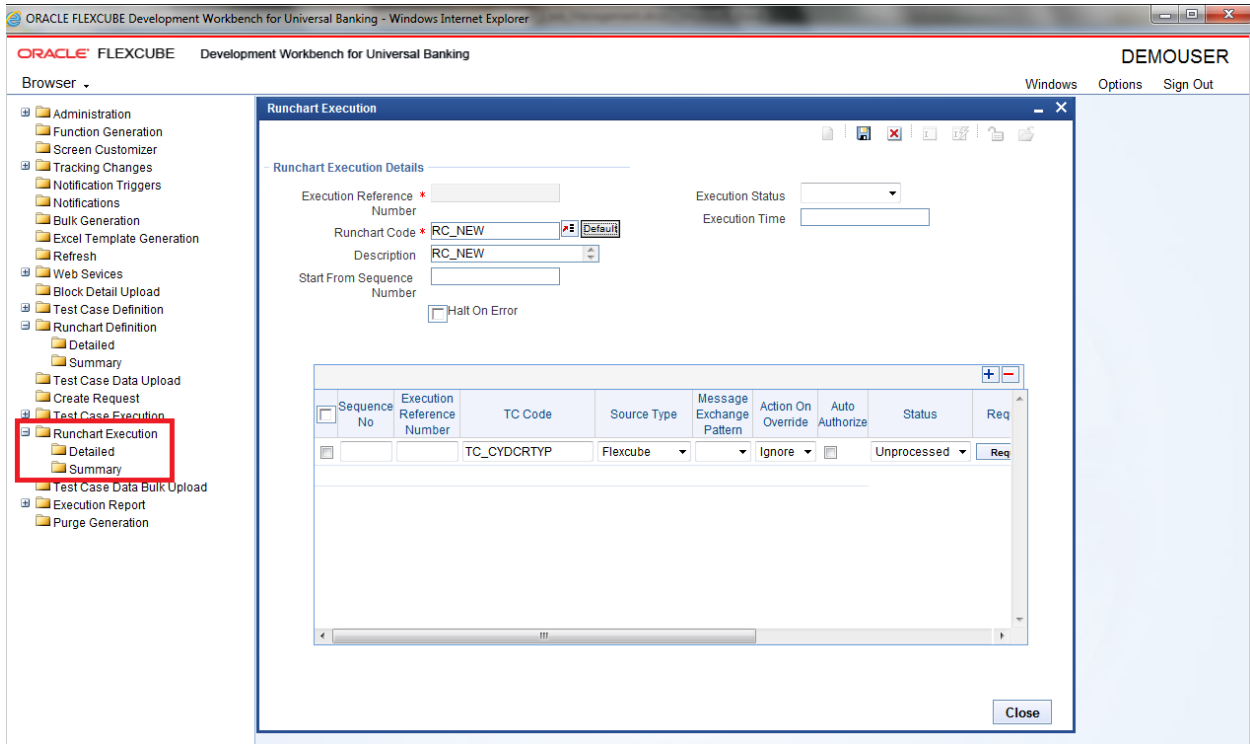 ORACLE FLEXCUBE Development Workbench for Universal Banking - Windows Internet Explorer
ORACLE FLEXCUBE Development Workbench for Universal Banking
DEMOUSER
Browser
Windows Options Sign Out
Administration
Function Generation
Screen Customizer
Tracking Changes
Notification Triggers
Notifications
Bulk Generation
Excel Template Generation
Refresh
Web Sevices
Block Detail Upload
Test Case Definition
Runchart Definition
Detailed
Summary
Test Case Data Upload
Create Request
Test Case Execution
Runchart Execution
Detailed
Summary
Test Case Data Bulk Upload
Execution Report
Purge Generation
Runchart Execution
Runchart Execution Details
Execution Reference *
Number
Runchart Code * RC_NEW Default
Description RC_NEW
Start From Sequence
Number
Halt On Error
Execution Status
Execution Time
Sequence No
Execution Reference Number
TC Code
Source Type
Message Exchange Pattern
Action On Override
Auto Authorize
Status
Req
TC_CYDCRTYP Flexcube Ignore Unprocessed Req
Close